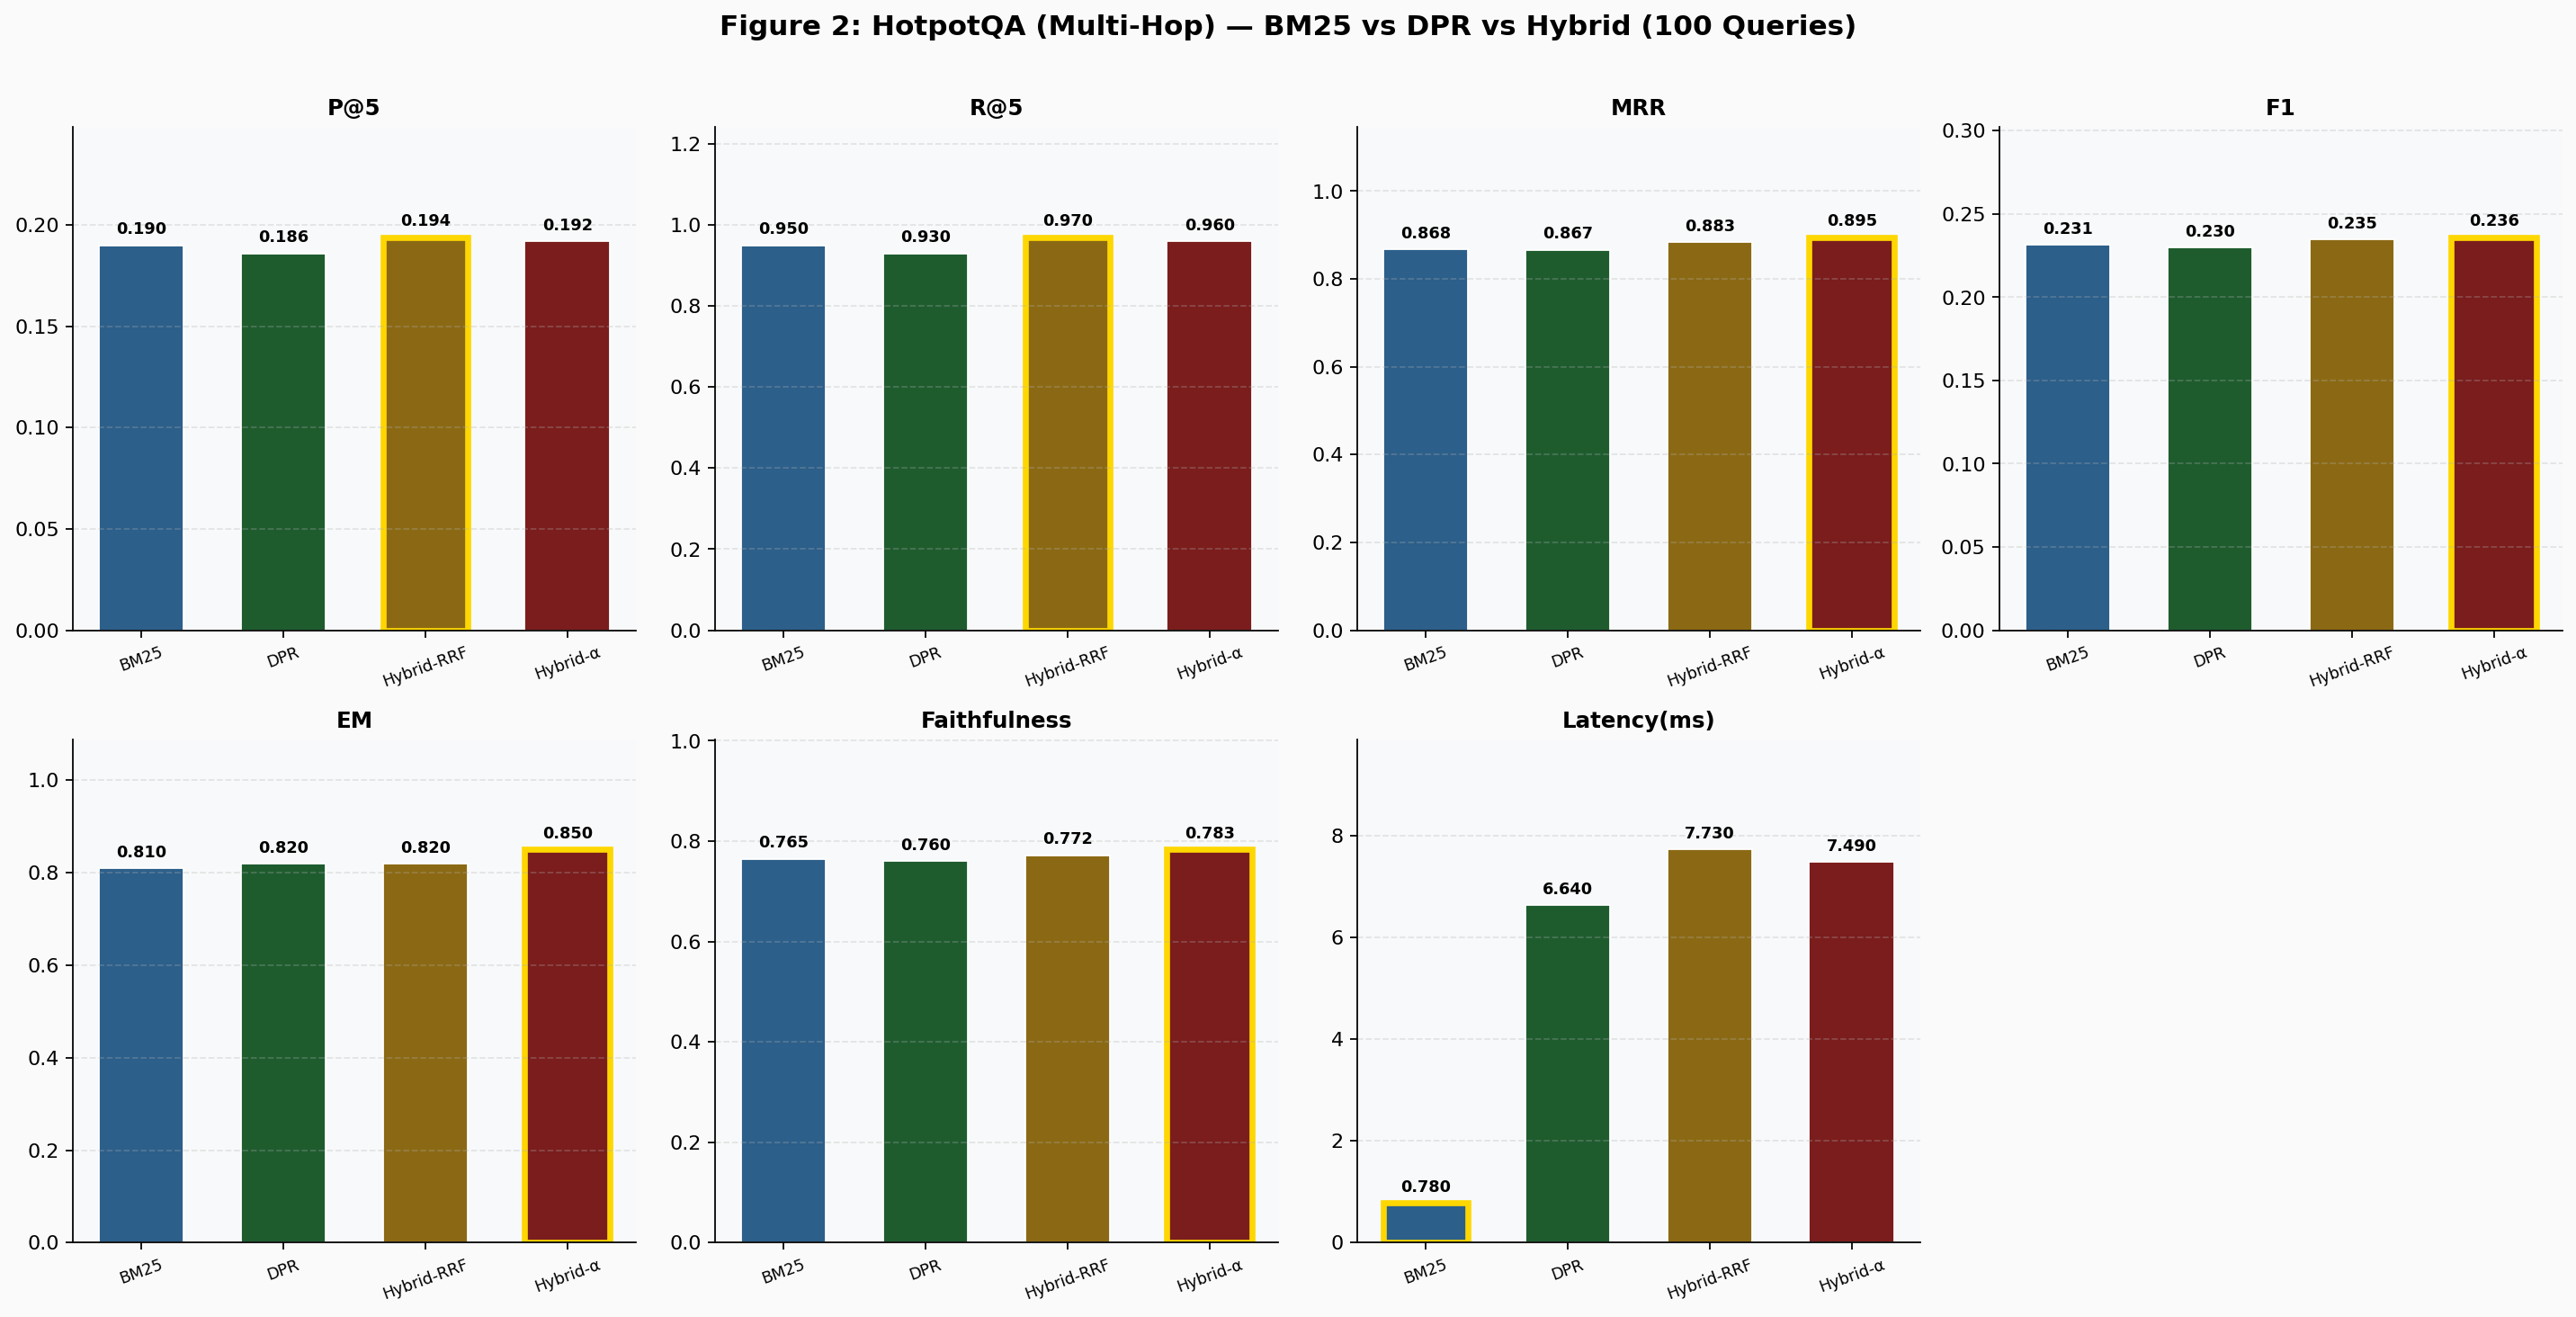 Figure 2: HotpotQA (Multi-Hop) — BM25 vs DPR vs Hybrid (100 Queries)
P@5
0.20
0.15
0.10
0.05
0.00
0.190
0.186
0.194
0.192
BM25
DPR
Hybrid-RRF
Hybrid-α
R@5
1.2
1.0
0.8
0.6
0.4
0.2
0.0
0.950
0.930
0.970
0.960
BM25
DPR
Hybrid-RRF
Hybrid-α
MRR
1.0
0.8
0.6
0.4
0.2
0.0
0.868
0.867
0.883
0.895
BM25
DPR
Hybrid-RRF
Hybrid-α
F1
0.30
0.25
0.20
0.15
0.10
0.05
0.00
0.231
0.230
0.235
0.236
BM25
DPR
Hybrid-RRF
Hybrid-α
EM
1.0
0.8
0.6
0.4
0.2
0.0
0.810
0.820
0.820
0.850
BM25
DPR
Hybrid-RRF
Hybrid-α
Faithfulness
1.0
0.8
0.6
0.4
0.2
0.0
0.765
0.760
0.772
0.783
BM25
DPR
Hybrid-RRF
Hybrid-α
Latency(ms)
8
6
4
2
0
0.780
6.640
7.730
7.490
BM25
DPR
Hybrid-RRF
Hybrid-α